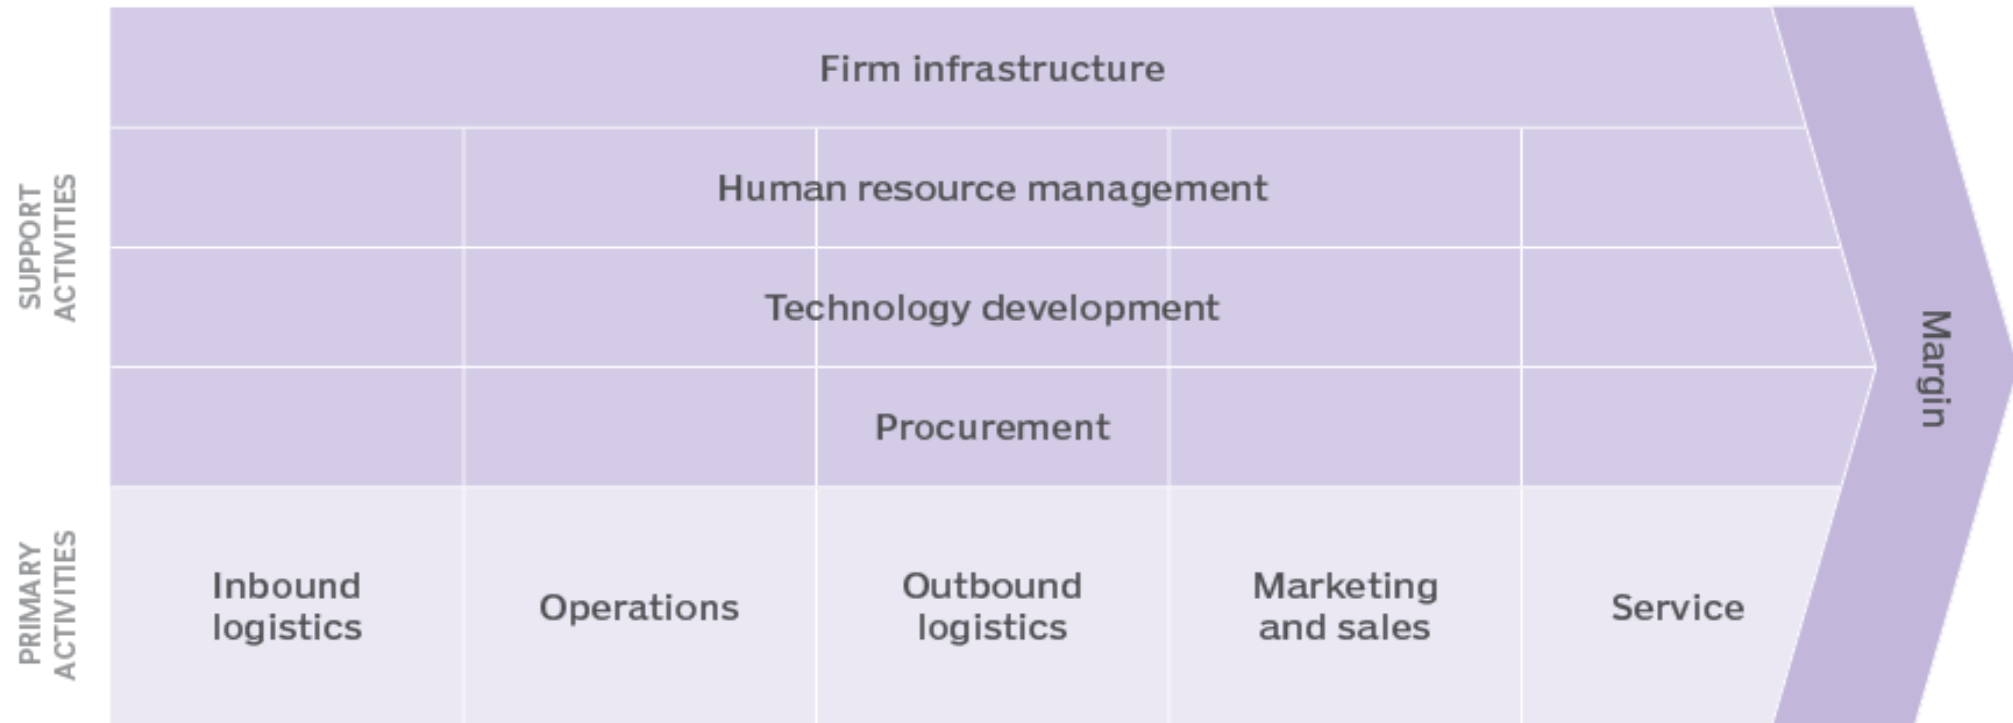 Firm infrastructure
SUPPORT
ACTIVITIES
Human resource management
Technology development
Procurement
Margin
PRIMARY
ACTIVITIES
Inbound
logistics
Operations
Outbound
logistics
Marketing
and sales
Service